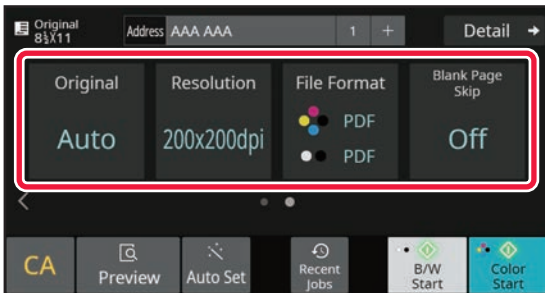 Original
8½X11
Address AAA AAA 1 +
Detail
Original
Auto
Resolution
200x200dpi
File Format
PDF
PDF
Blank Page
Skip
Off
CA
Preview
Auto Set
Recent
Jobs
B/W
Start
Color
Start